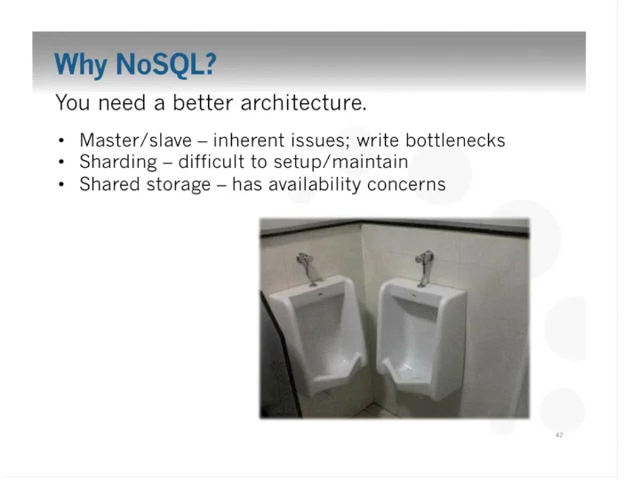 Why NoSQL?
You need a better architecture.
• Master/slave – inherent issues; write bottlenecks
• Sharding – difficult to setup/maintain
• Shared storage – has availability concerns
42